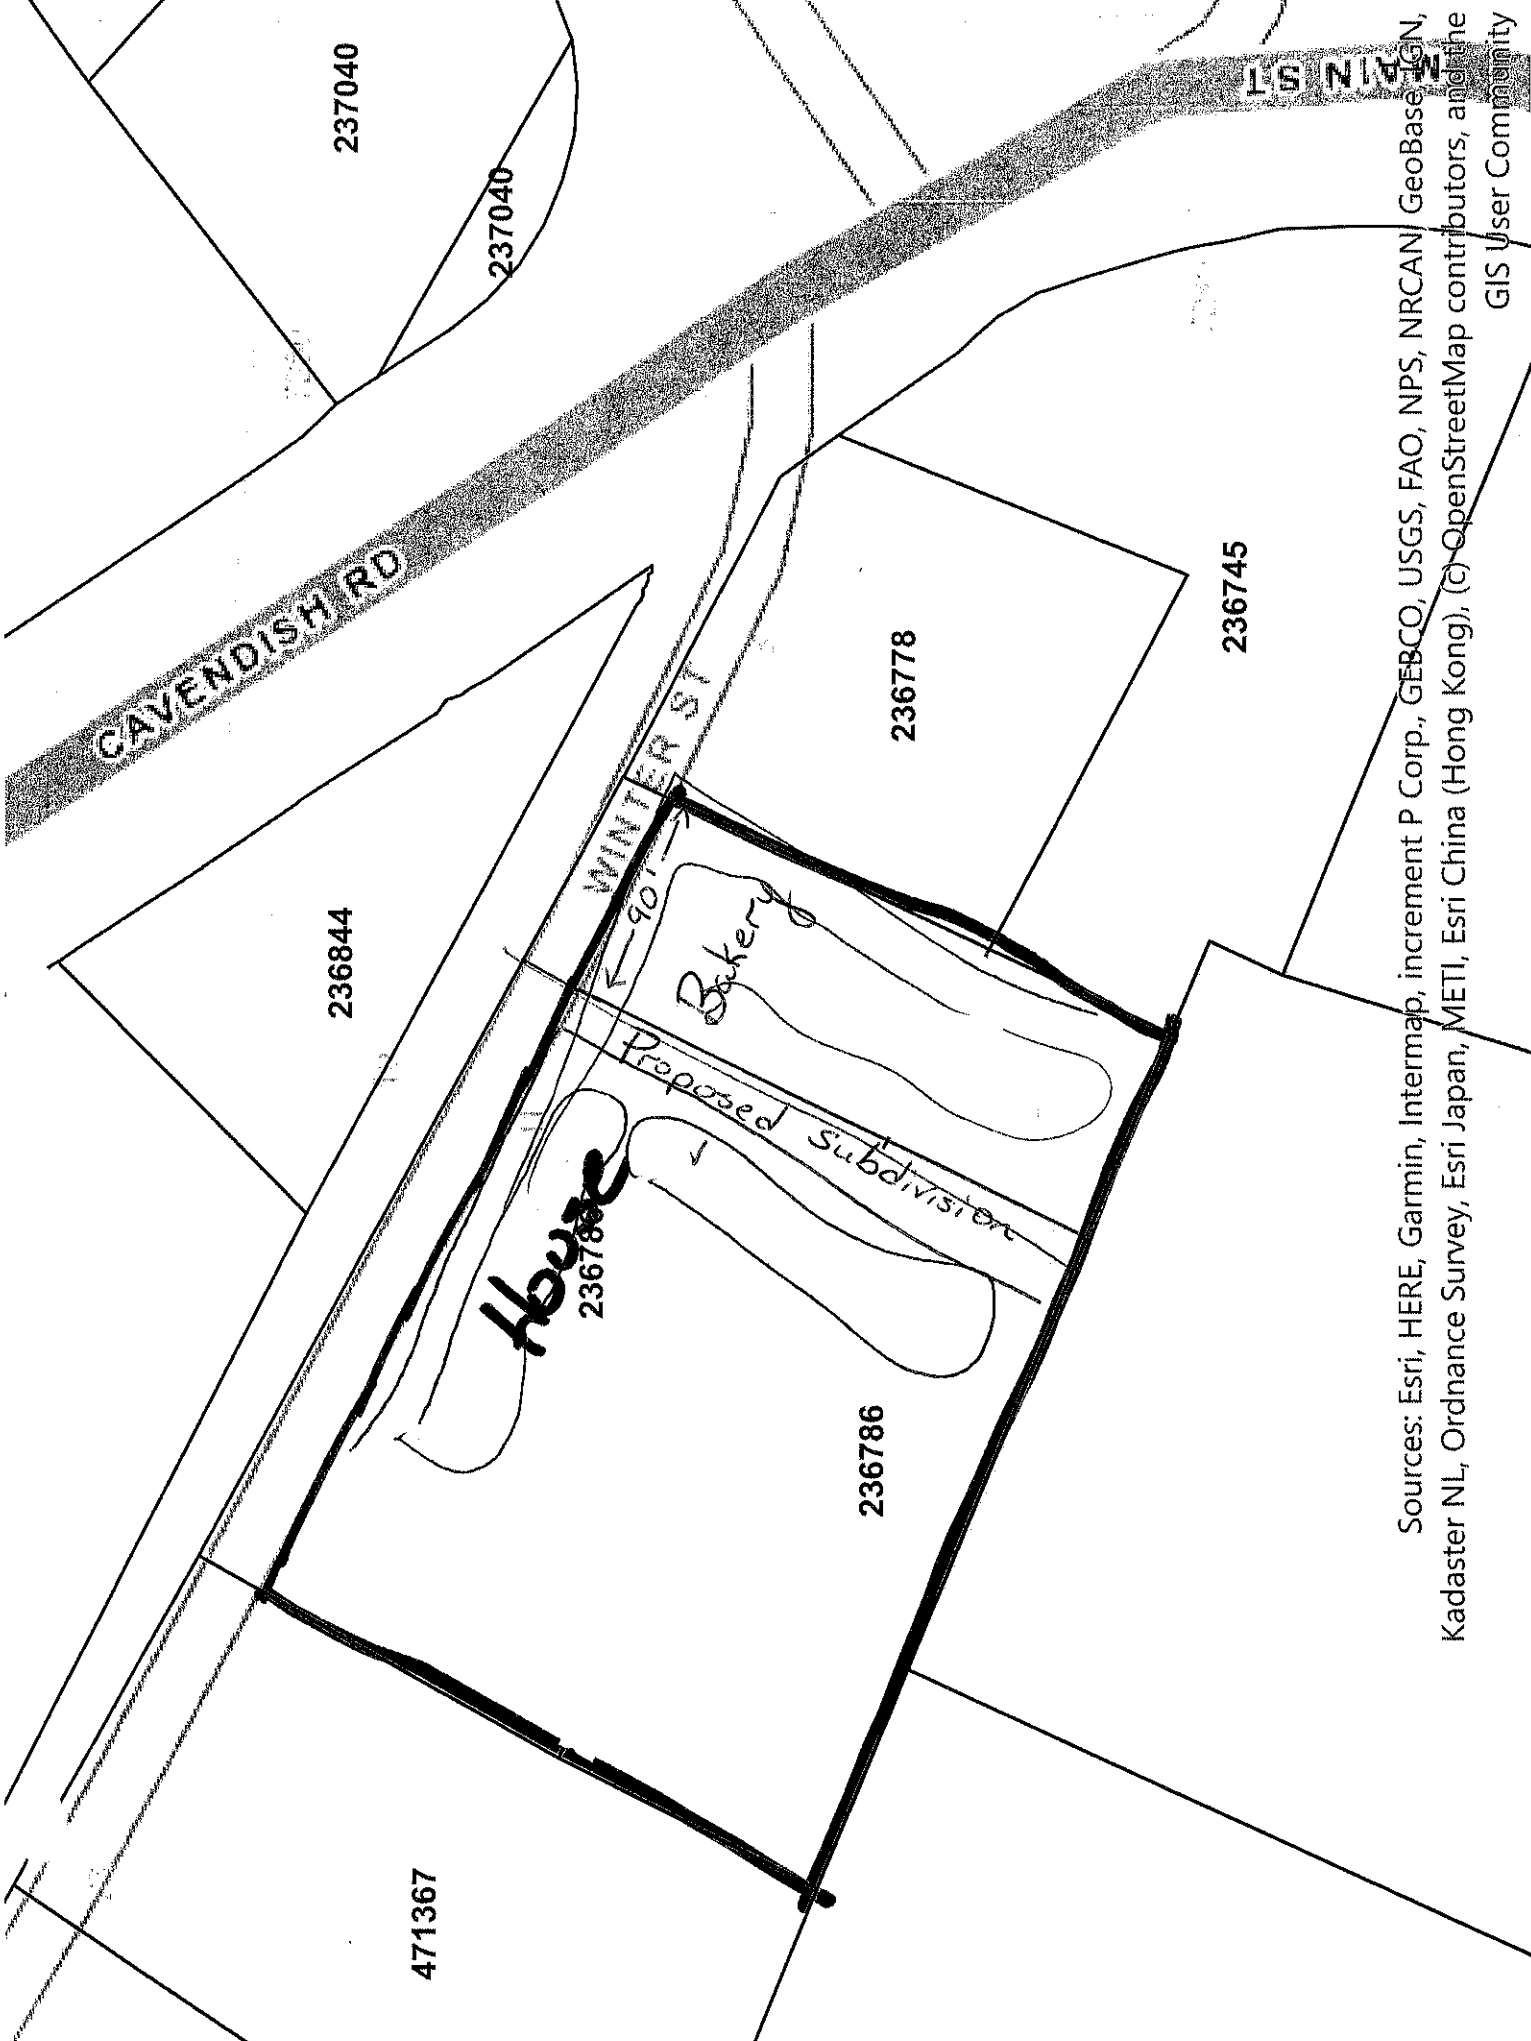 237040
237040
MAIN ST
CAVENDISH RD
236844
WINTER ST
236778
236745
← 90' →
Bakery
Proposed Subdivision
House
236786
236786
471367
Sources: Esri, HERE, Garmin, Intermap, increment P Corp., GEBCO, USGS, FAO, NPS, NRCAN, GeoBase, IGN,
Kadaster NL, Ordnance Survey, Esri Japan, METI, Esri China (Hong Kong), (c) OpenStreetMap contributors, and the
GIS User Community